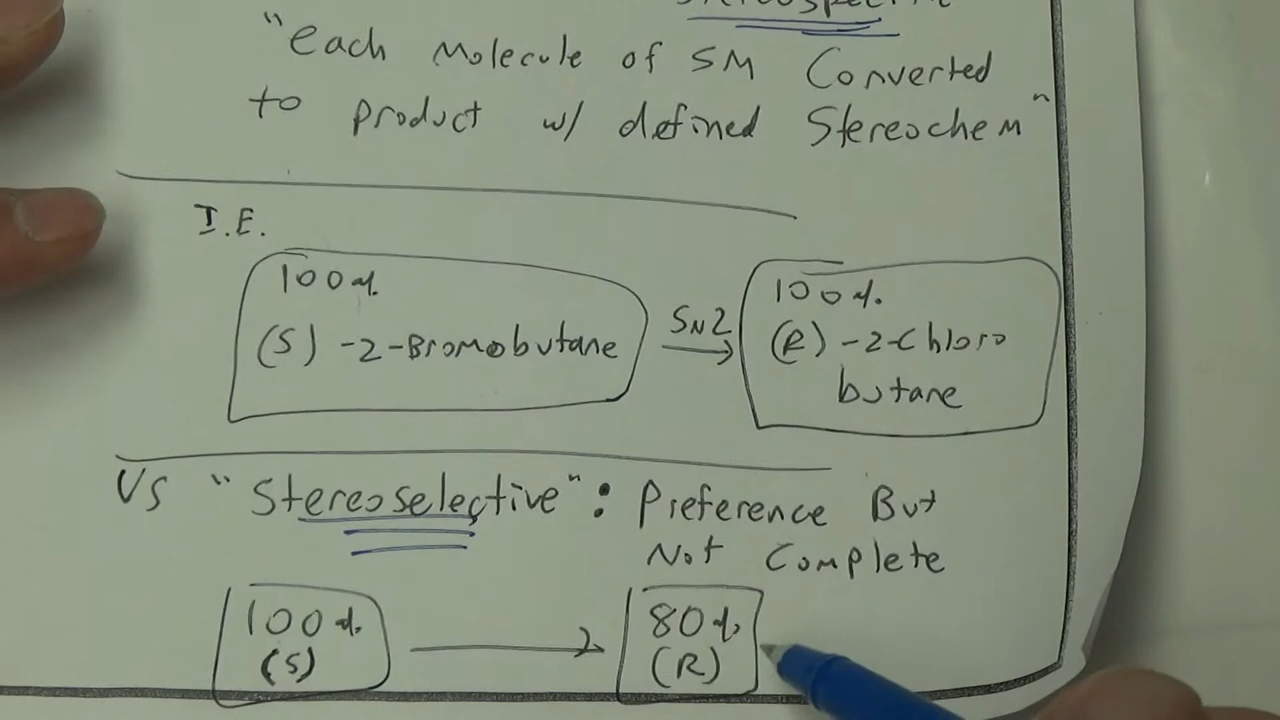 "each Molecule of SM Converted
to product w/ defined Stereochem"
I.E.
100%
(S) -2-Bromobutane
SN2
100%
(R) -2-Chloro
butane
VS "Stereoselective": Preference But
Not Complete
100%
(S)
80%
(R)